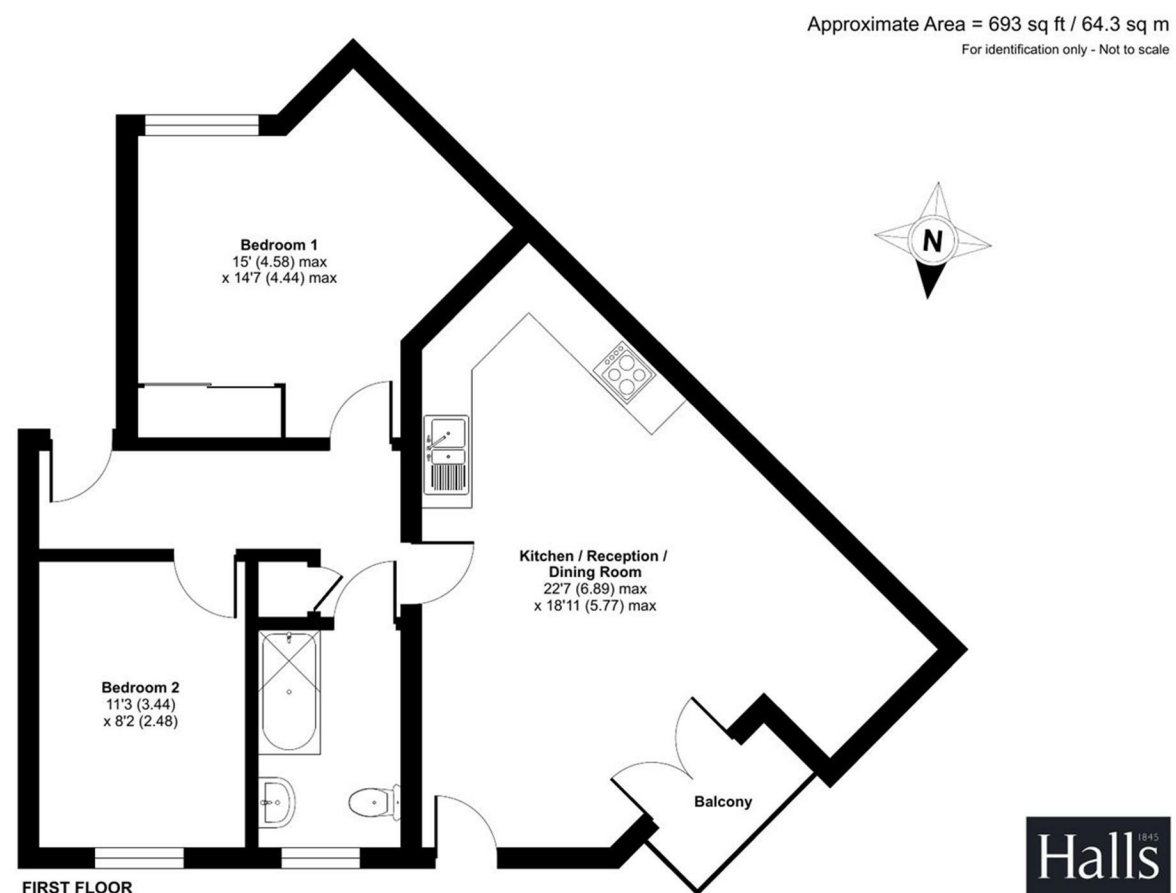 Approximate Area = 693 sq ft / 64.3 sq m
For identification only - Not to scale
N
Bedroom 1
15' (4.58) max
x 14'7 (4.44) max
Kitchen / Reception /
Dining Room
22'7 (6.89) max
x 18'11 (5.77) max
Bedroom 2
11'3 (3.44)
x 8'2 (2.48)
Balcony
1845
Halls
FIRST FLOOR